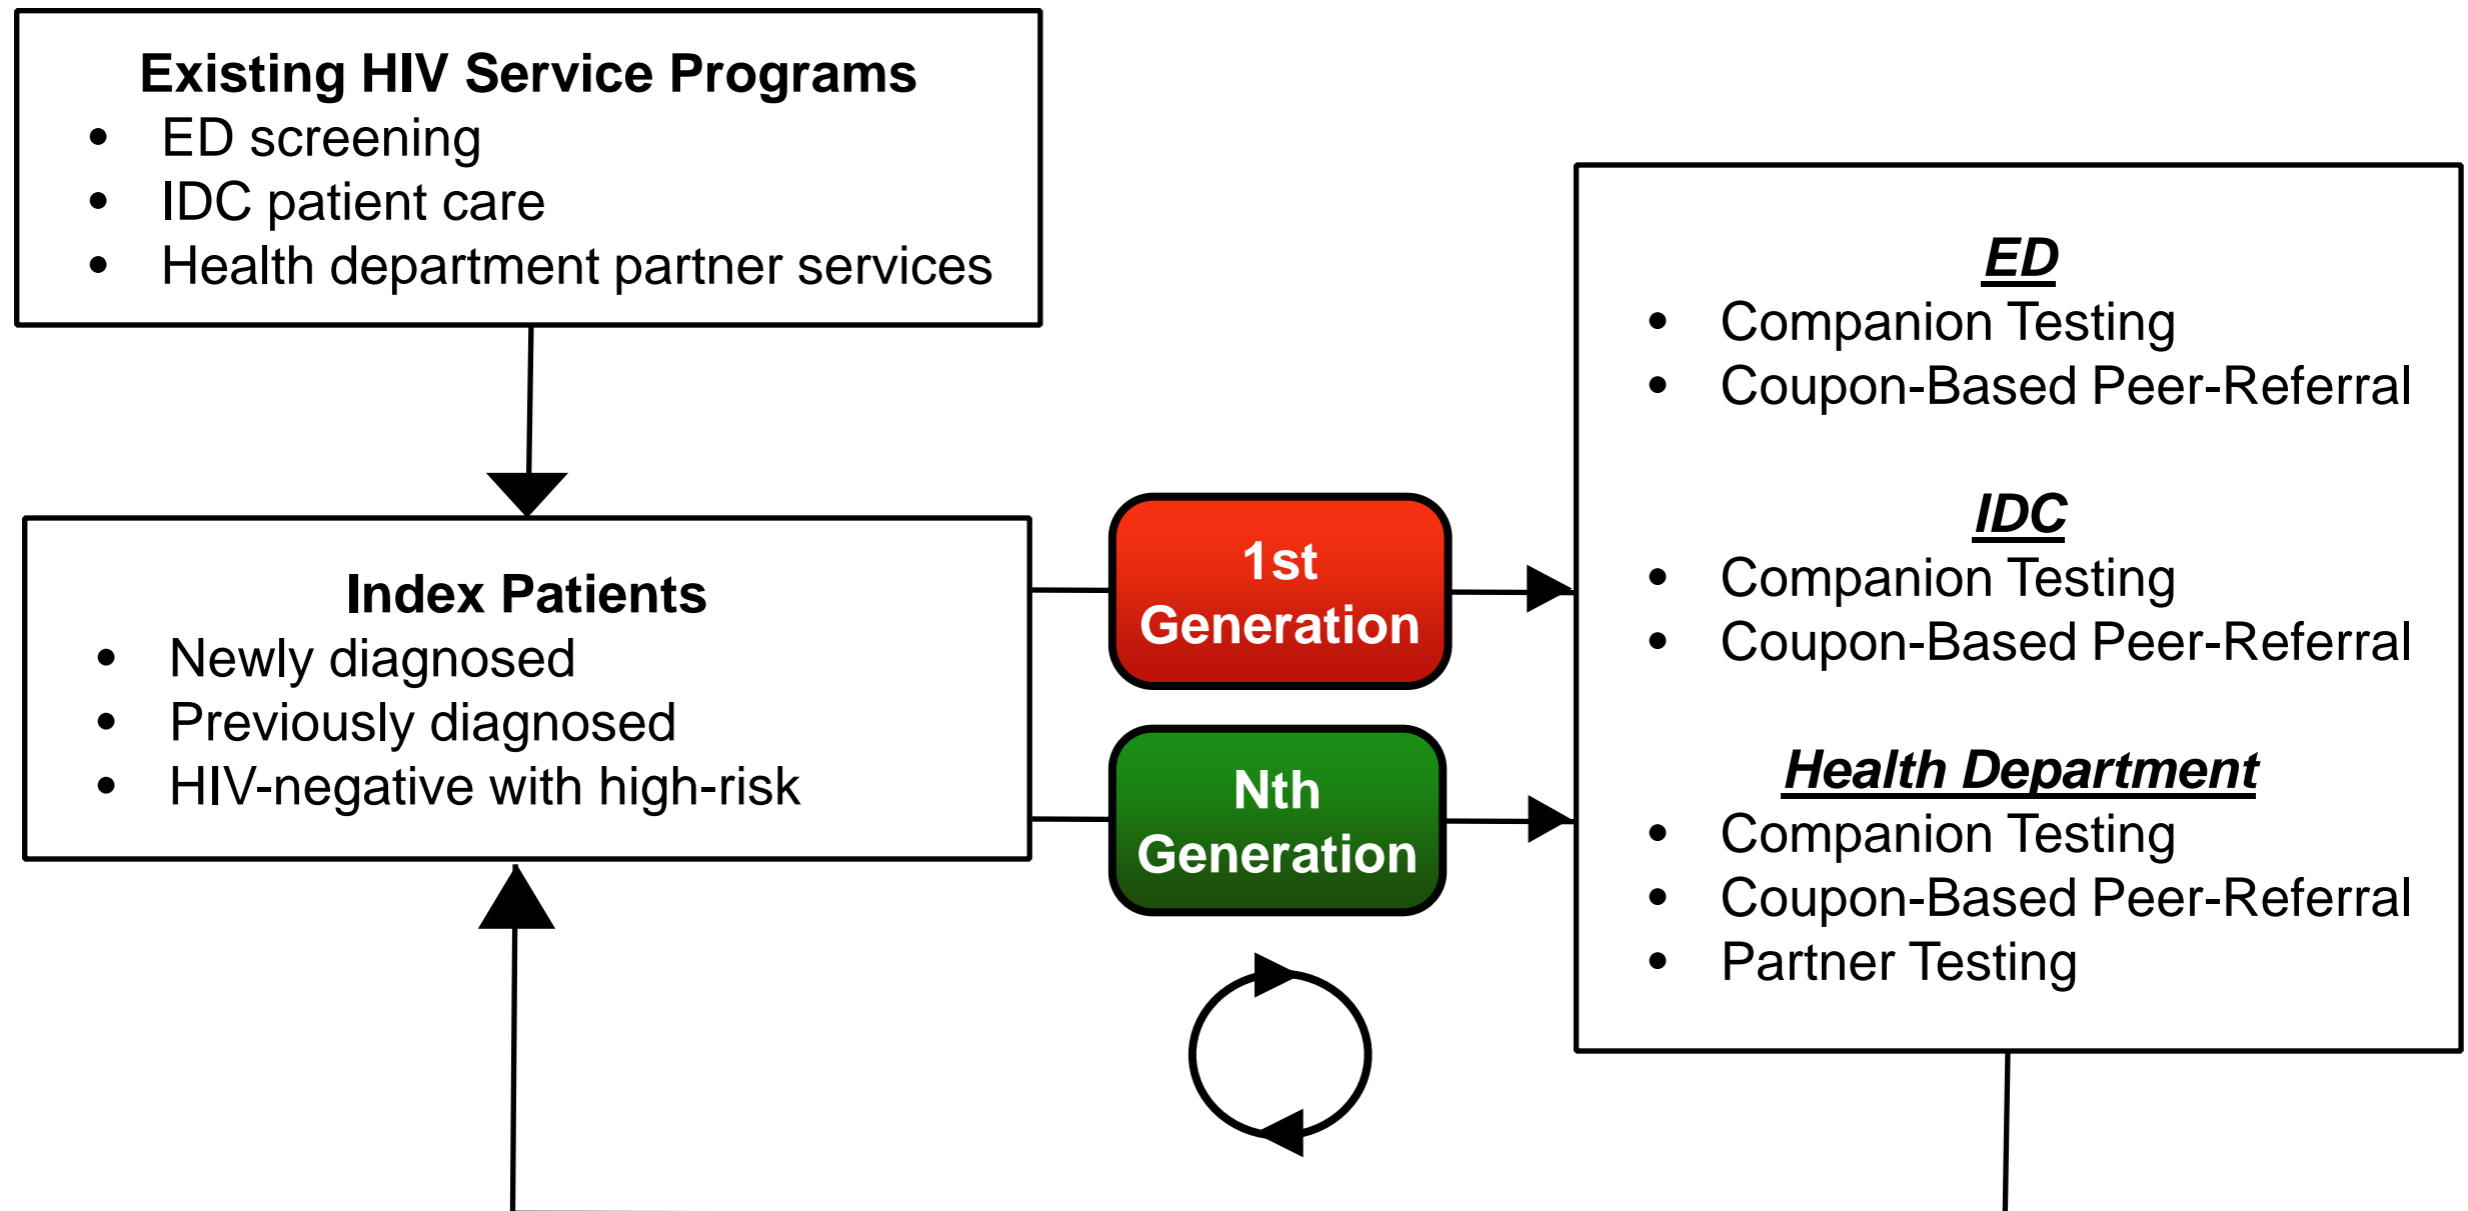 Existing HIV Service Programs
• ED screening
• IDC patient care
• Health department partner services
Index Patients
• Newly diagnosed
• Previously diagnosed
• HIV-negative with high-risk
1st
Generation
Nth
Generation
ED
• Companion Testing
• Coupon-Based Peer-Referral
IDC
• Companion Testing
• Coupon-Based Peer-Referral
Health Department
• Companion Testing
• Coupon-Based Peer-Referral
• Partner Testing